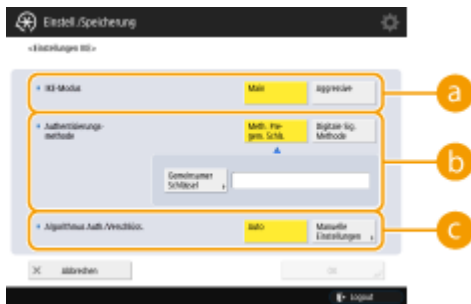 Einstell./Speicherung
<Einstellungen IKE>
IKE-Modus
Main
Aggressive
a
Authentisierungs-
methode
Meth. Pre-
gem. Schl.
Digitale Sig.
Methode
b
Gemeinsamer
Schlüssel
Algorithmus Auth./Verschlüss.
Auto
Manuelle
Einstellungen
c
Abbrechen
OK
Logout